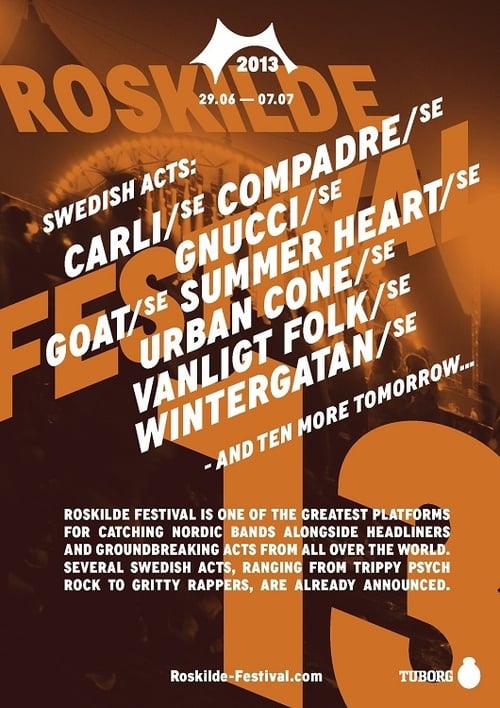 2013
29.06 — 07.07
ROSKILDE
FESTIVAL
13
SWEDISH ACTS:
CARLI/SE COMPADRE/SE
GNUCCI/SE
GOAT/SE SUMMER HEART/SE
URBAN CONE/SE
VANLIGT FOLK/SE
WINTERGATAN/SE
- AND TEN MORE TOMORROW...
ROSKILDE FESTIVAL IS ONE OF THE GREATEST PLATFORMS
FOR CATCHING NORDIC BANDS ALONGSIDE HEADLINERS
AND GROUNDBREAKING ACTS FROM ALL OVER THE WORLD.
SEVERAL SWEDISH ACTS, RANGING FROM TRIPPY PSYCH
ROCK TO GRITTY RAPPERS, ARE ALREADY ANNOUNCED.
Roskilde-Festival.com
TUBORG